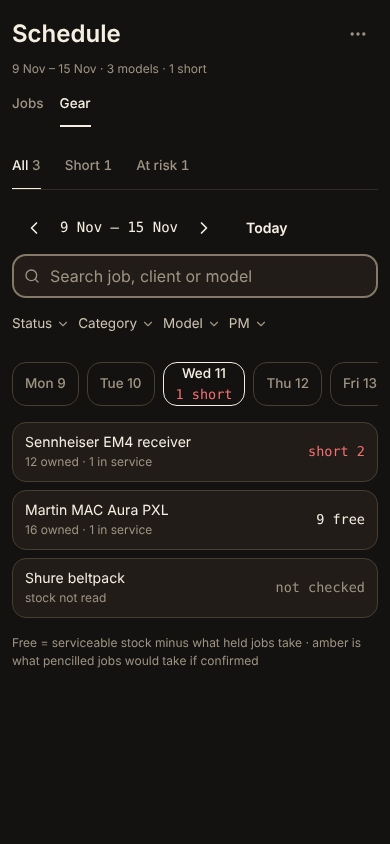 Schedule
9 Nov – 15 Nov · 3 models · 1 short
Jobs Gear
All 3 Short 1 At risk 1
9 Nov – 15 Nov Today
Search job, client or model
Status Category Model PM
Mon 9 Tue 10 Wed 11 Thu 12 Fri 13
1 short
Sennheiser EM4 receiver
12 owned · 1 in service
short 2
Martin MAC Aura PXL
16 owned · 1 in service
9 free
Shure beltpack
stock not read
not checked
Free = serviceable stock minus what held jobs take · amber is
what pencilled jobs would take if confirmed